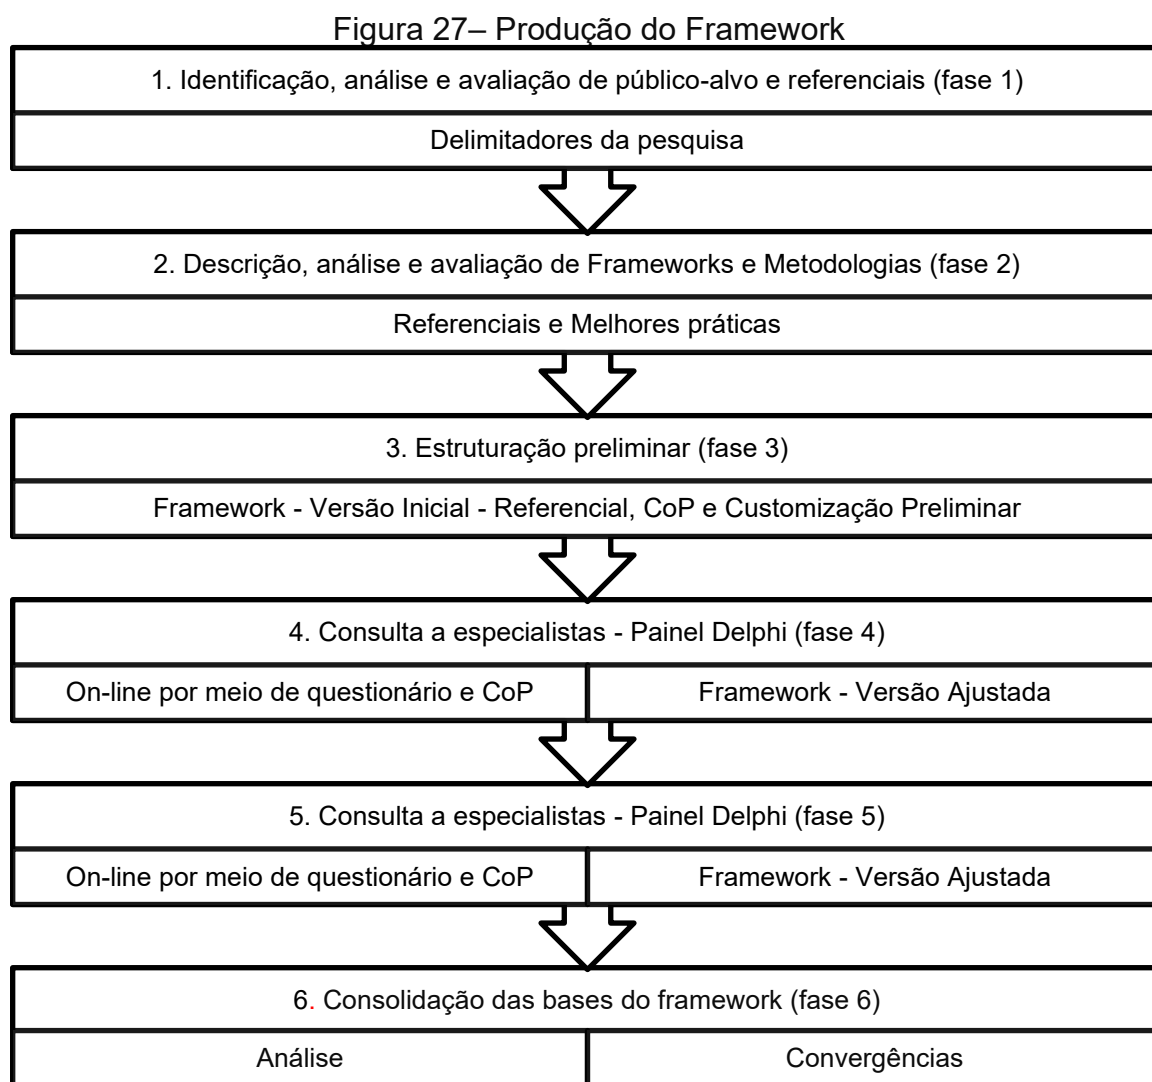 Figura 27– Produção do Framework
1. Identificação, análise e avaliação de público-alvo e referenciais (fase 1)
Delimitadores da pesquisa
2. Descrição, análise e avaliação de Frameworks e Metodologias (fase 2)
Referenciais e Melhores práticas
3. Estruturação preliminar (fase 3)
Framework - Versão Inicial - Referencial, CoP e Customização Preliminar
4. Consulta a especialistas - Painel Delphi (fase 4)
On-line por meio de questionário e CoP
Framework - Versão Ajustada
5. Consulta a especialistas - Painel Delphi (fase 5)
On-line por meio de questionário e CoP
Framework - Versão Ajustada
6. Consolidação das bases do framework (fase 6)
Análise
Convergências